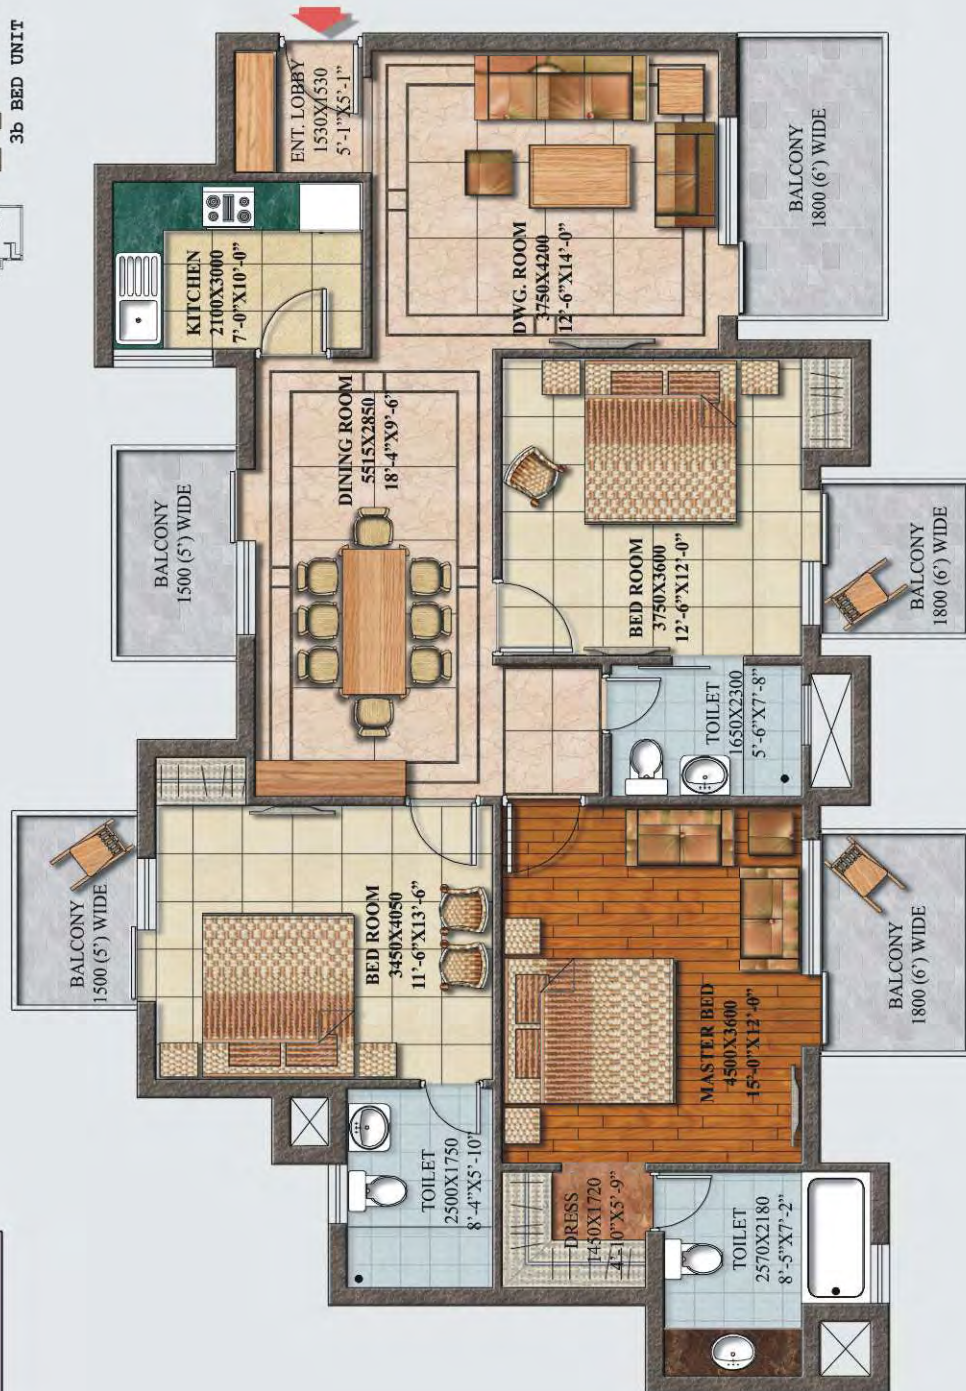 3b BED UNIT
ENT. LOBBY
1530X1530
5'-1"X5'-1"
KITCHEN
2100X3000
7'-0"X10'-0"
DWG. ROOM
3750X4200
12'-6"X14'-0"
BALCONY
1800 (6') WIDE
BALCONY
1500 (5') WIDE
DINING ROOM
5515X2850
18'-4"X9'-6"
BED ROOM
3750X3600
12'-6"X12'-0"
BALCONY
1800 (6') WIDE
TOILET
1650X2300
5'-6"X7'-8"
BALCONY
1500 (5') WIDE
BED ROOM
3450X4050
11'-6"X13'-6"
MASTER BED
4500X3600
15'-0"X12'-0"
BALCONY
1800 (6') WIDE
TOILET
2500X1750
8'-4"X5'-10"
DRESS
1450X1720
4'-10"X5'-9"
TOILET
2570X2180
8'-5"X7'-2"